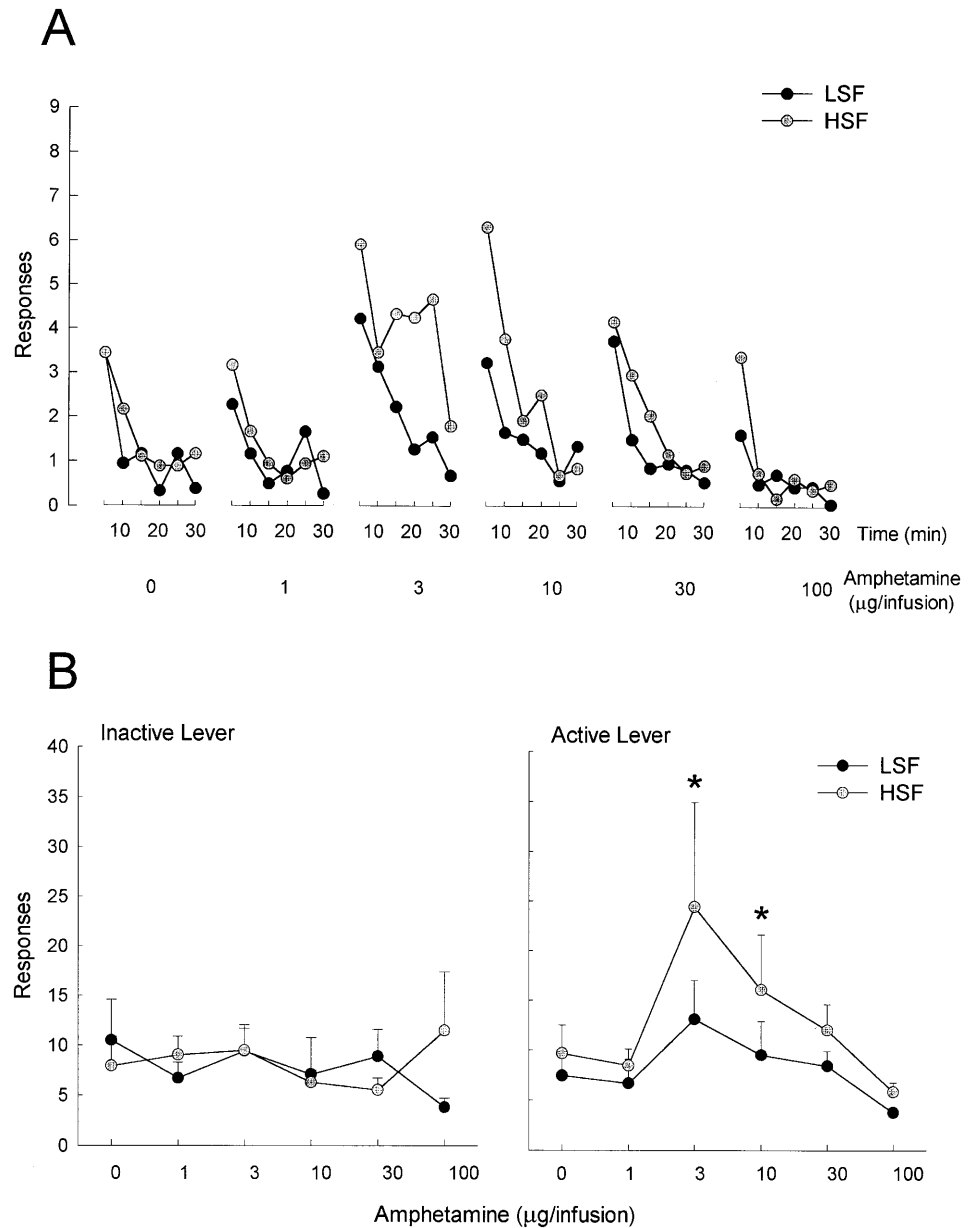 A
LSF
HSF
9
8
7
6
5
4
3
2
1
0
Responses
10 20 30 10 20 30 10 20 30 10 20 30 10 20 30 10 20 30 Time (min)
0 1 3 10 30 100 Amphetamine
(μg/infusion)
B
Inactive Lever
Active Lever
LSF
HSF
40
35
30
25
20
15
10
5
0
Responses
* *
0 1 3 10 30 100 0 1 3 10 30 100
Amphetamine (μg/infusion)